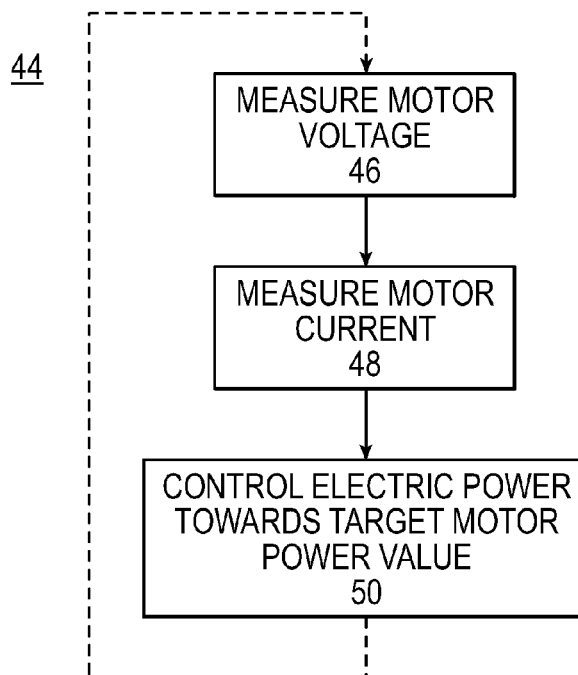 44
MEASURE MOTOR
VOLTAGE
46
MEASURE MOTOR
CURRENT
48
CONTROL ELECTRIC POWER
TOWARDS TARGET MOTOR
POWER VALUE
50